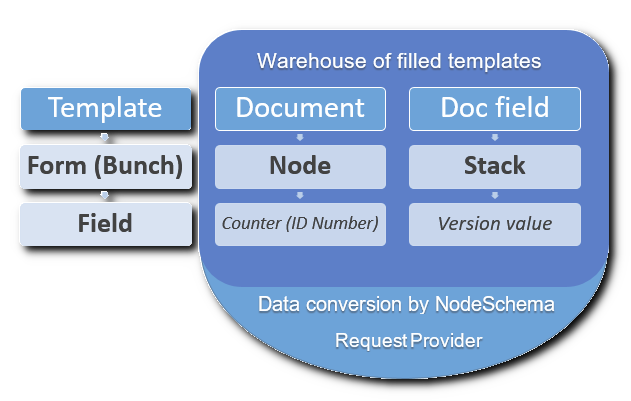 Warehouse of filled templates
Template
Document
Doc field
Form (Bunch)
Node
Stack
Field
Counter (ID Number)
Version value
Data conversion by NodeSchema
RequestProvider